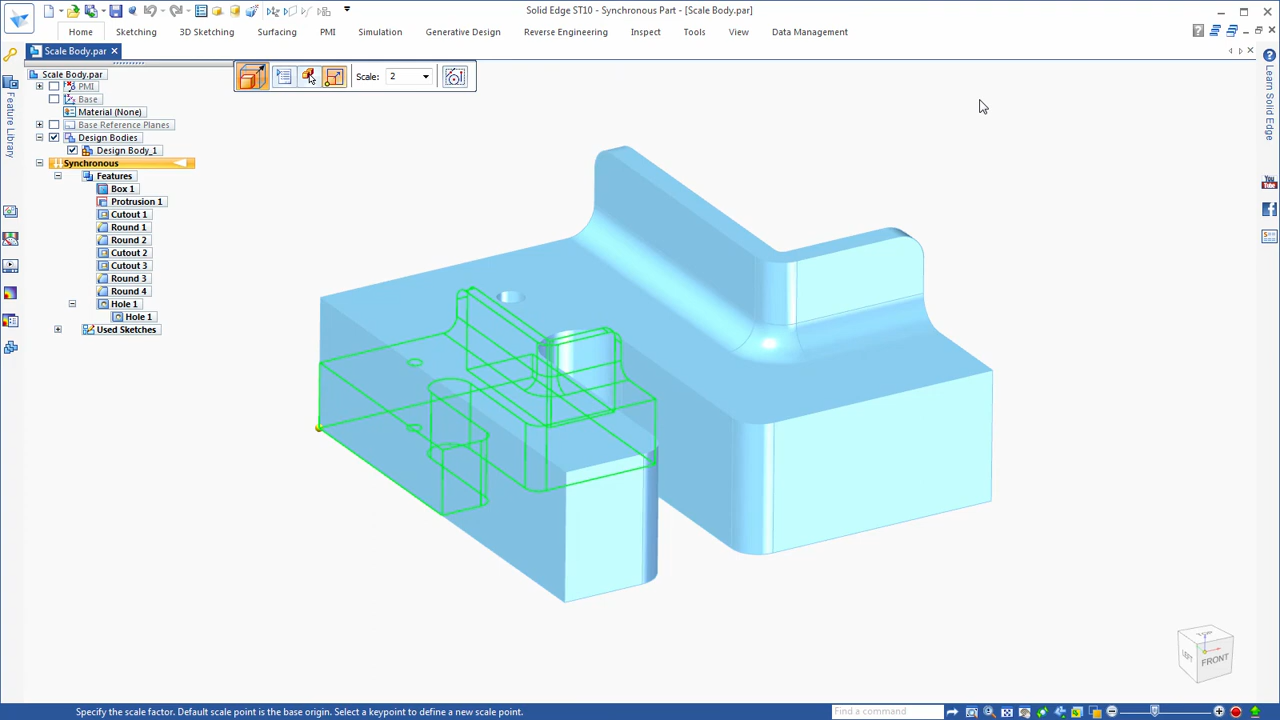 Solid Edge ST10 - Synchronous Part - [Scale Body.par]
Home Sketching 3D Sketching Surfacing PMI Simulation Generative Design Reverse Engineering Inspect Tools View Data Management
Scale Body.par
Scale Body.par
PMI
Base
Material (None)
Base Reference Planes
Design Bodies
Design Body_1
Synchronous
Features
Box 1
Protrusion 1
Cutout 1
Round 1
Round 2
Cutout 2
Cutout 3
Round 3
Round 4
Hole 1
Hole 1
Used Sketches
Scale: 2
Feature Library
Learn Solid Edge
You Tube
TOP
LEFT
FRONT
Specify the scale factor. Default scale point is the base origin. Select a keypoint to define a new scale point.
Find a command